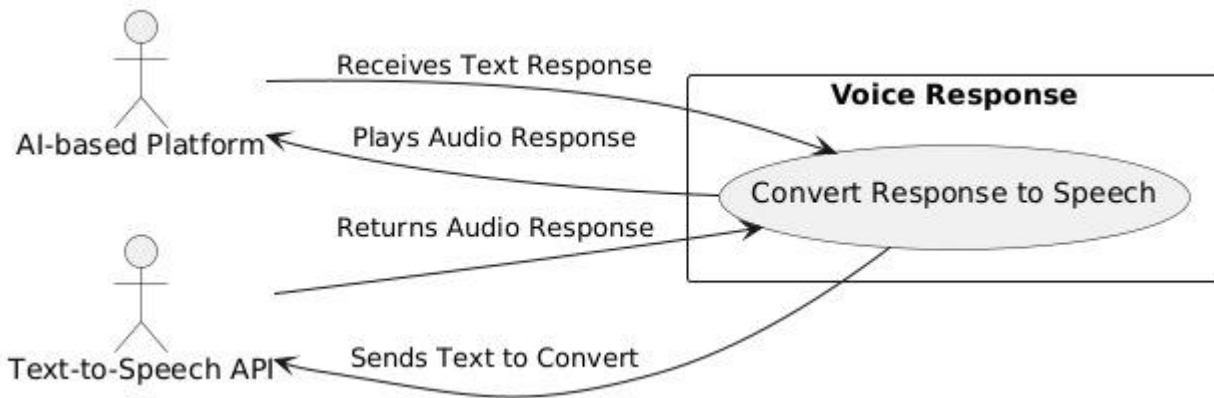 Receives Text Response
Voice Response
AI-based Platform
Plays Audio Response
Convert Response to Speech
Returns Audio Response
Text-to-Speech API
Sends Text to Convert